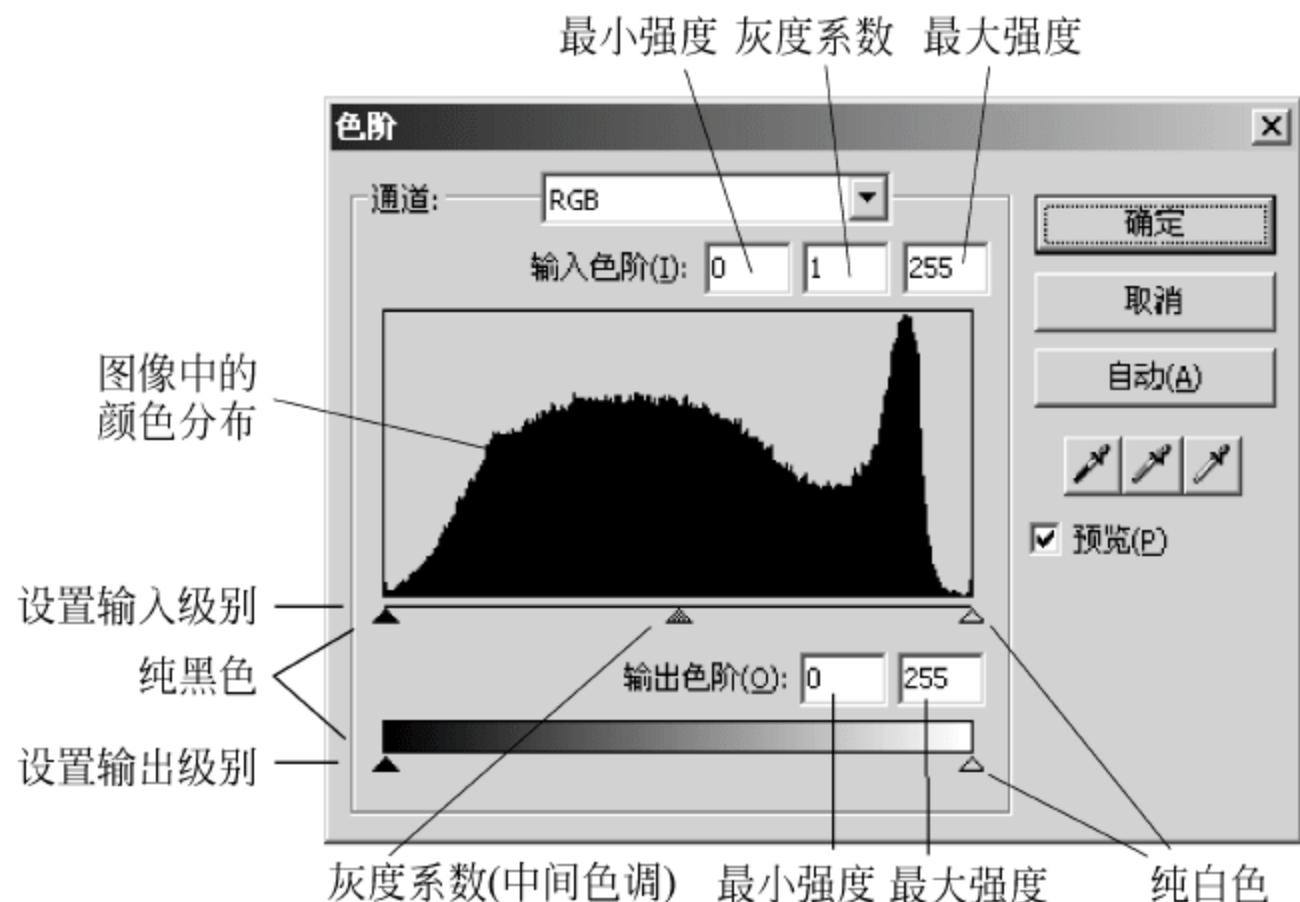 最小强度 灰度系数 最大强度
色阶
通道: RGB
确定
输入色阶(I): 0 1 255
取消
图像中的
颜色分布
自动(A)
预览(P)
设置输入级别
纯黑色
输出色阶(O): 0 255
设置输出级别
灰度系数(中间色调) 最小强度 最大强度 纯白色